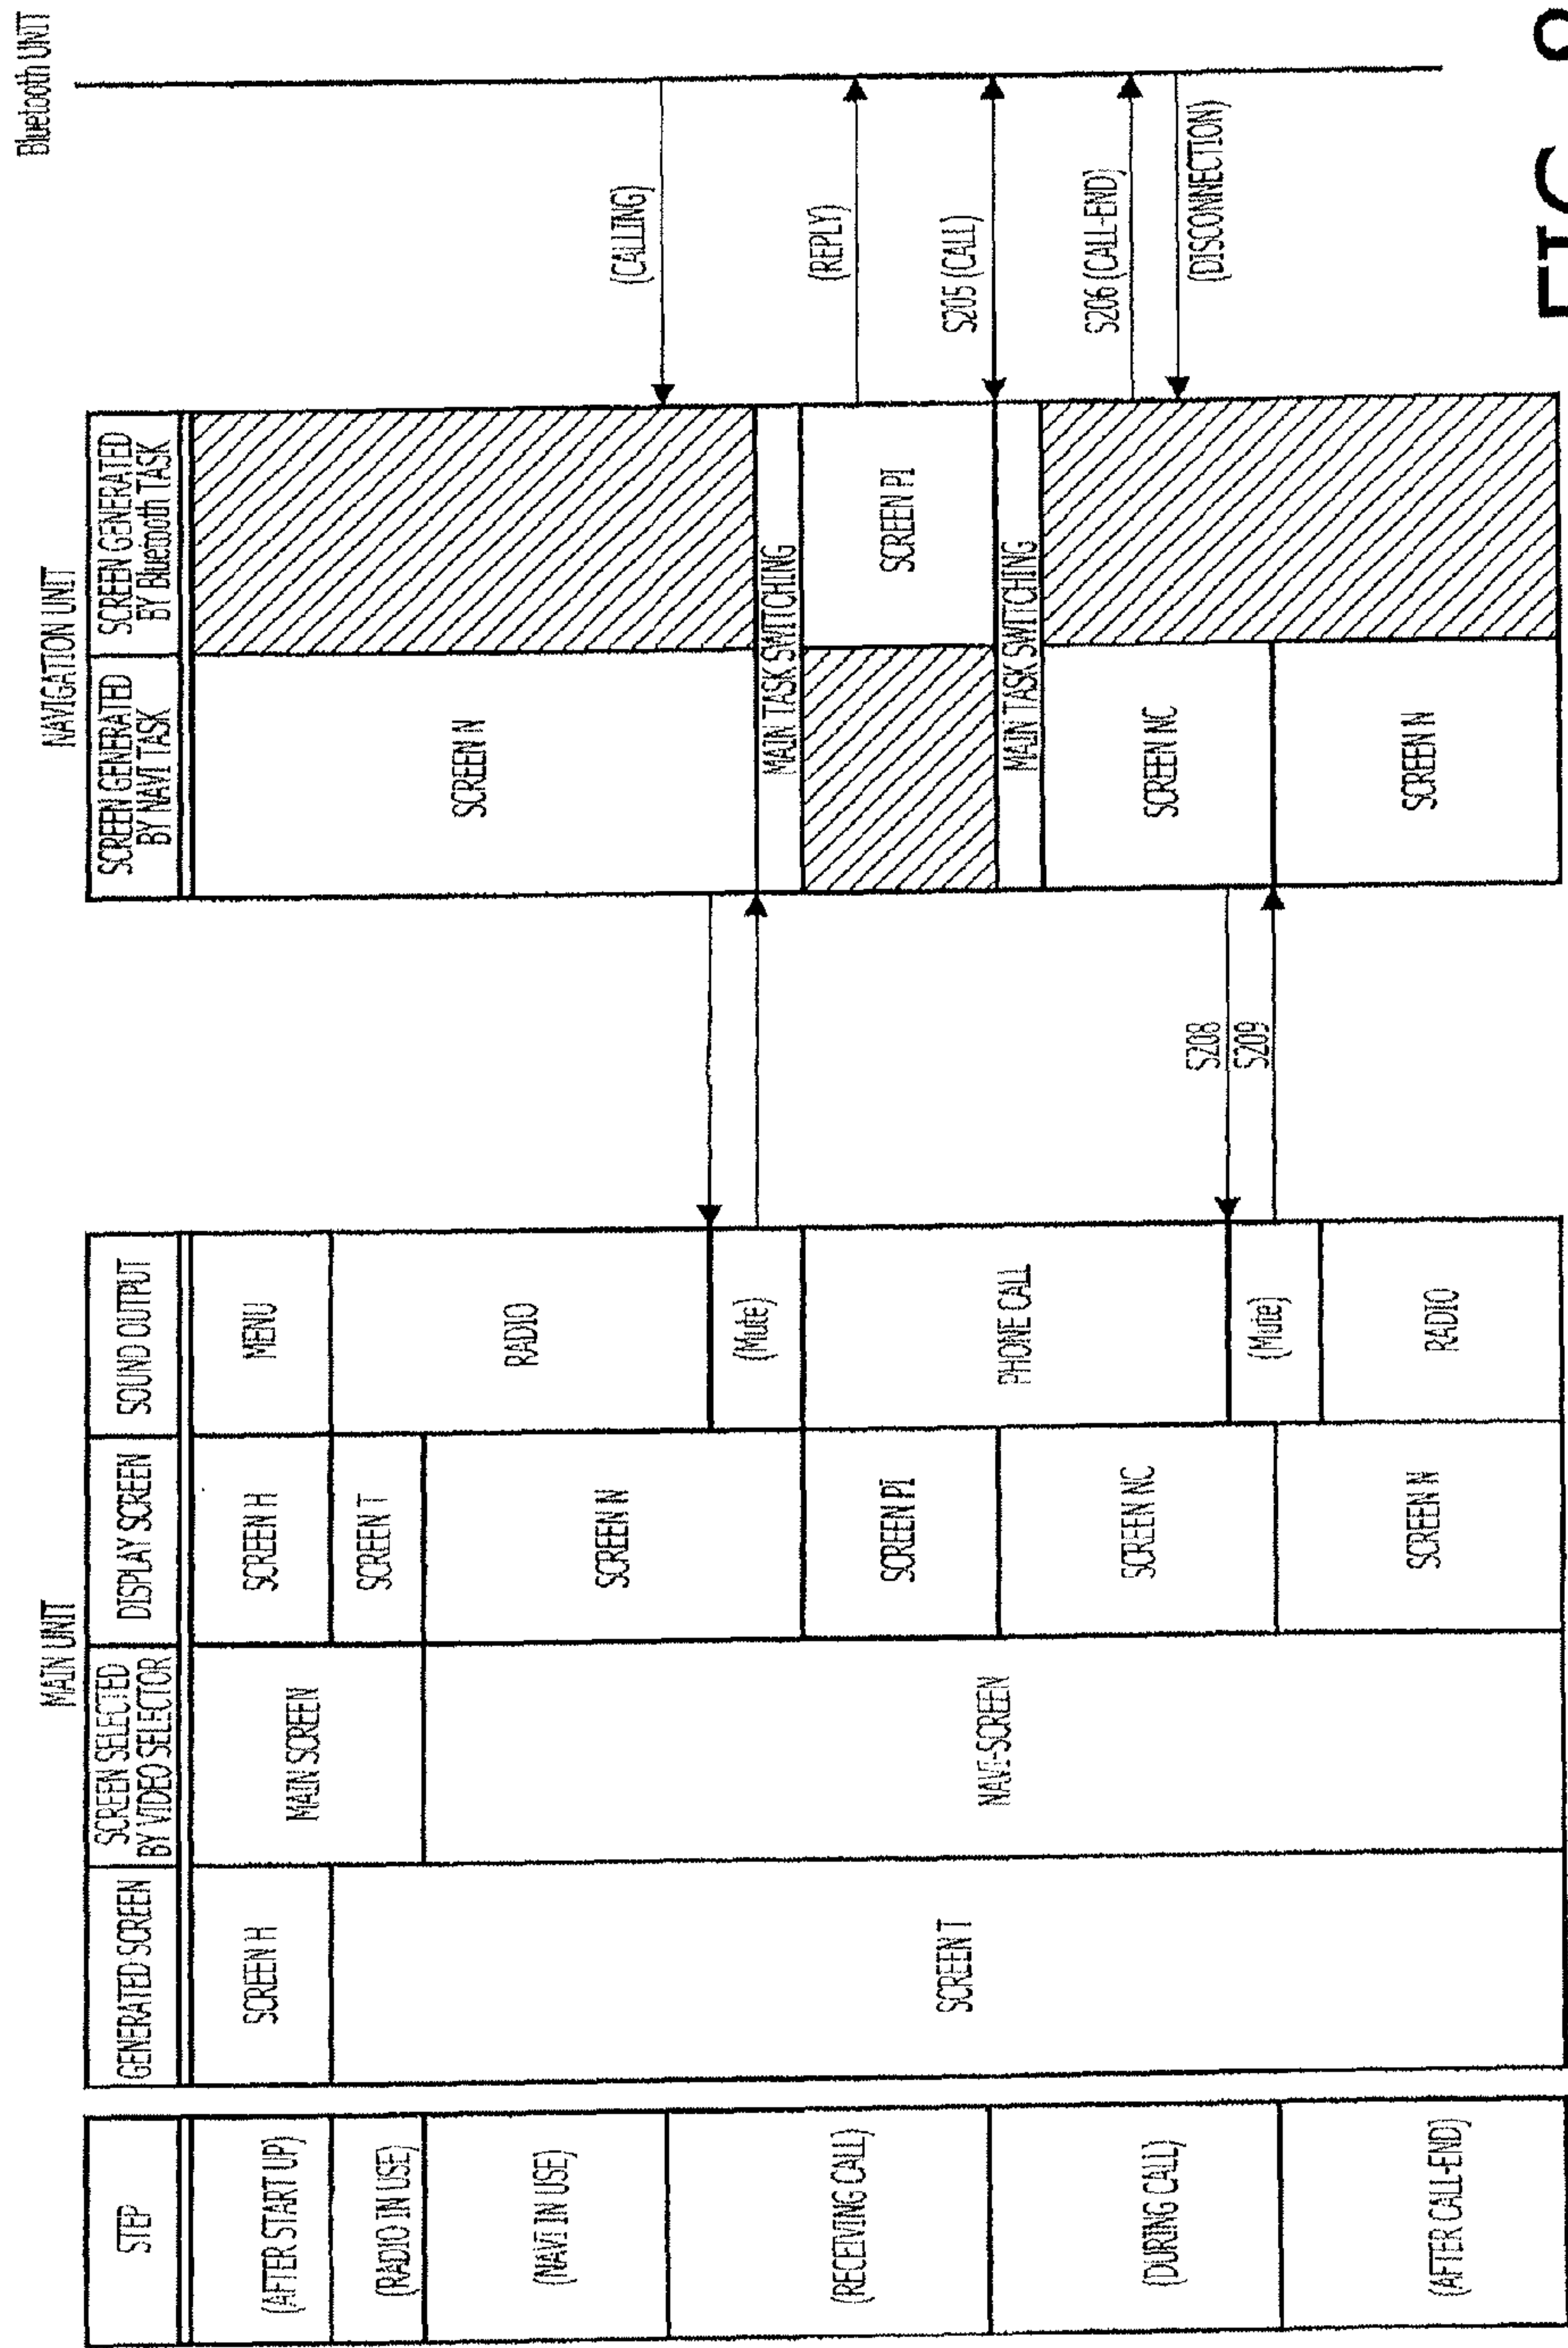 STEP
(AFTER START UP)
(RADIO IN USE)
(NAVI IN USE)
(RECEIVING CALL)
(DURING CALL)
(AFTER CALL-END)
MAIN UNIT
GENERATED SCREEN
SCREEN H
SCREEN T
SCREEN SELECTED
BY VIDEO SELECTOR
MAIN SCREEN
NAVI-SCREEN
DISPLAY SCREEN
SCREEN H
SCREEN T
SCREEN N
SCREEN PI
SCREEN NC
SCREEN N
SOUND OUTPUT
MENU
RADIO
(Mute)
PHONE CALL
(Mute)
RADIO
S208
S209
NAVIGATION UNIT
SCREEN GENERATED
BY NAVI TASK
SCREEN N
MAIN TASK SWITCHING
MAIN TASK SWITCHING
SCREEN NC
SCREEN N
SCREEN GENERATED
BY Bluetooth TASK
SCREEN PI
(CALLING)
(REPLY)
S205 (CALL)
S206 (CALL-END)
(DISCONNECTION)
Bluetooth UNIT